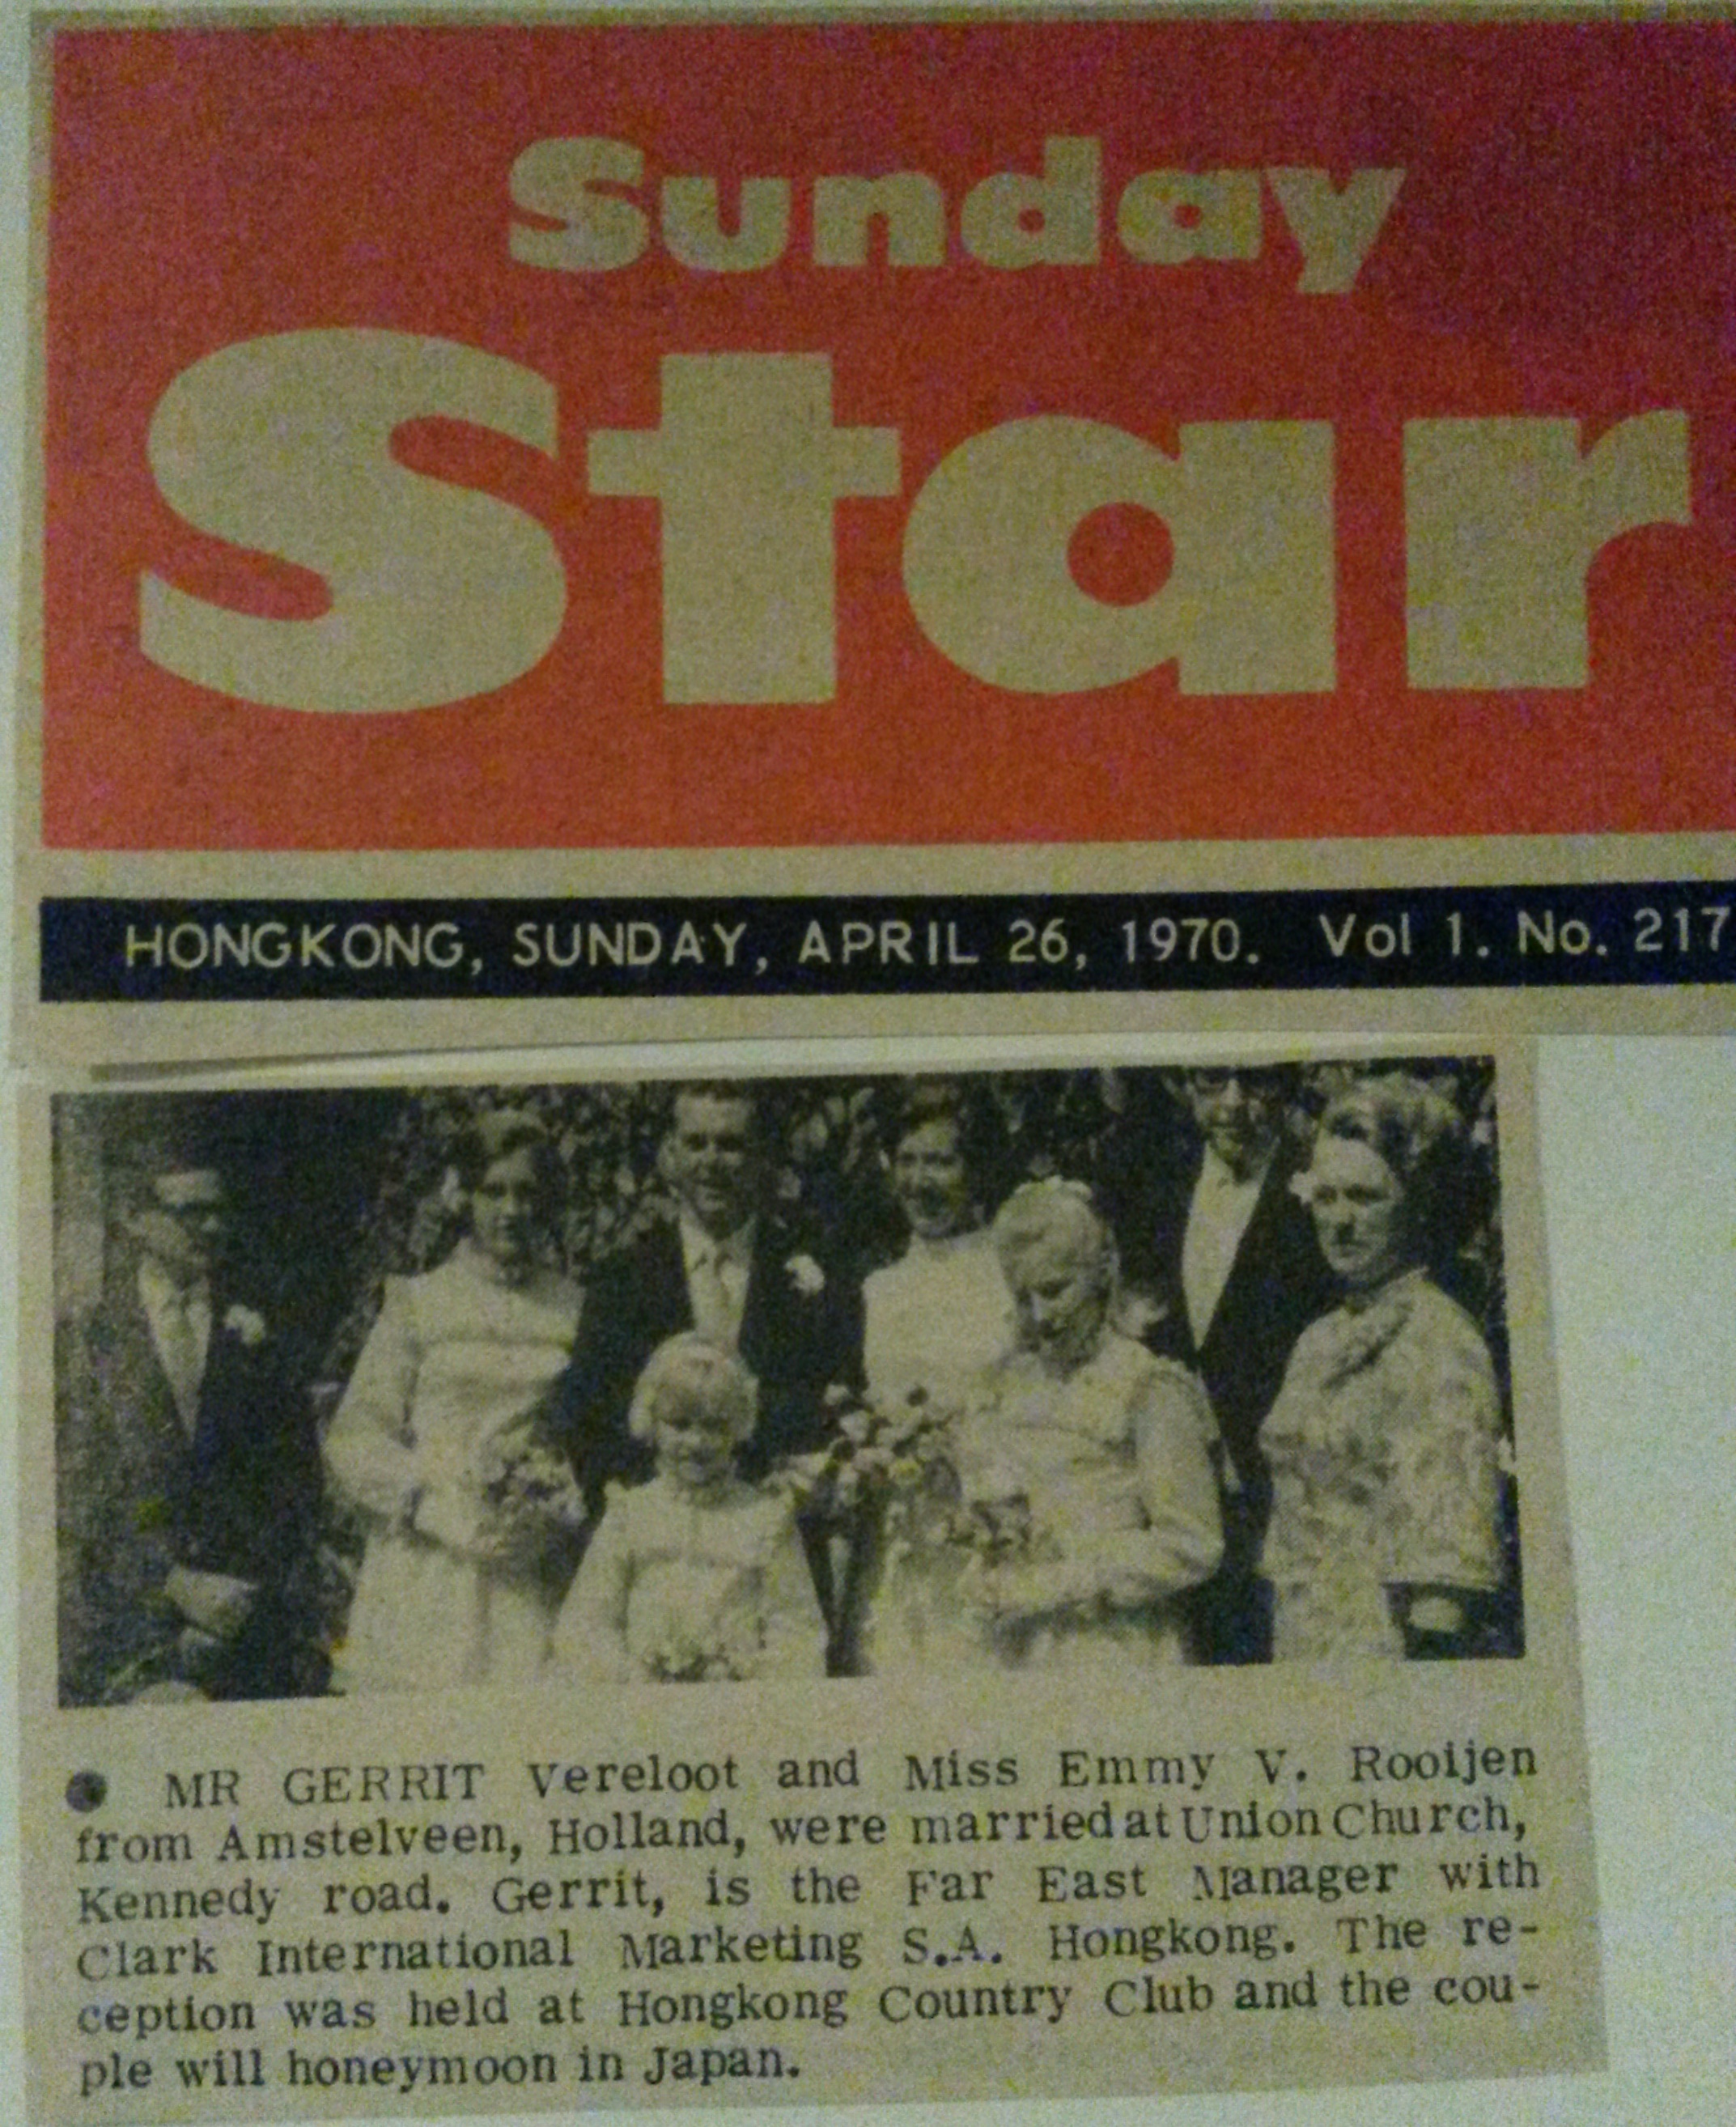 Sunday
Star
HONGKONG, SUNDAY, APRIL 26, 1970. Vol 1. No. 217
● MR GERRIT Vereloot and Miss Emmy V. Rooijen
from Amstelveen, Holland, were married at Union Church,
Kennedy road. Gerrit, is the Far East Manager with
Clark International Marketing S.A. Hongkong. The re-
ception was held at Hongkong Country Club and the cou-
ple will honeymoon in Japan.